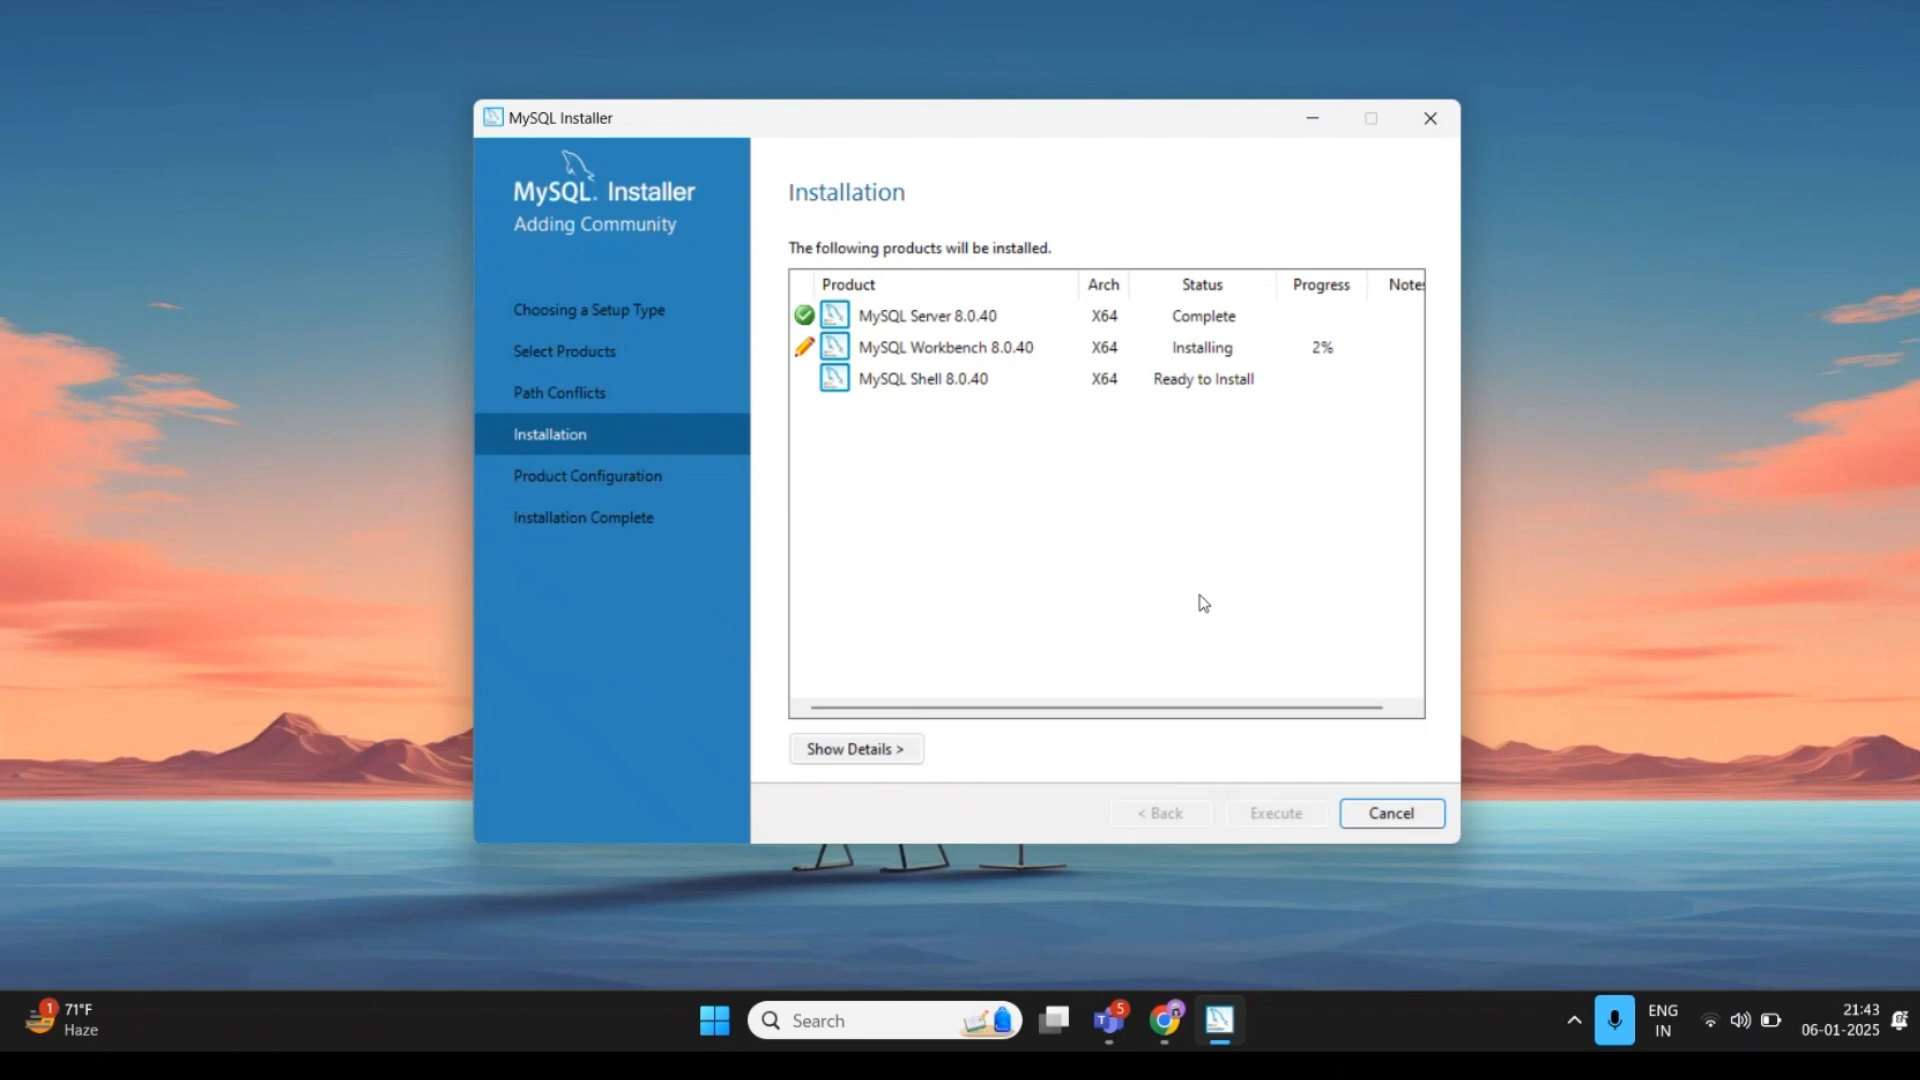 MySQL Installer
MySQL. Installer
Adding Community
Choosing a Setup Type
Select Products
Path Conflicts
Installation
Product Configuration
Installation Complete
Installation
The following products will be installed.
Product Arch Status Progress Notes
MySQL Server 8.0.40 X64 Complete
MySQL Workbench 8.0.40 X64 Installing 2%
MySQL Shell 8.0.40 X64 Ready to Install
Show Details >
< Back Execute Cancel
1 71°F
Haze
Search
5
ENG
IN
21:43
06-01-2025